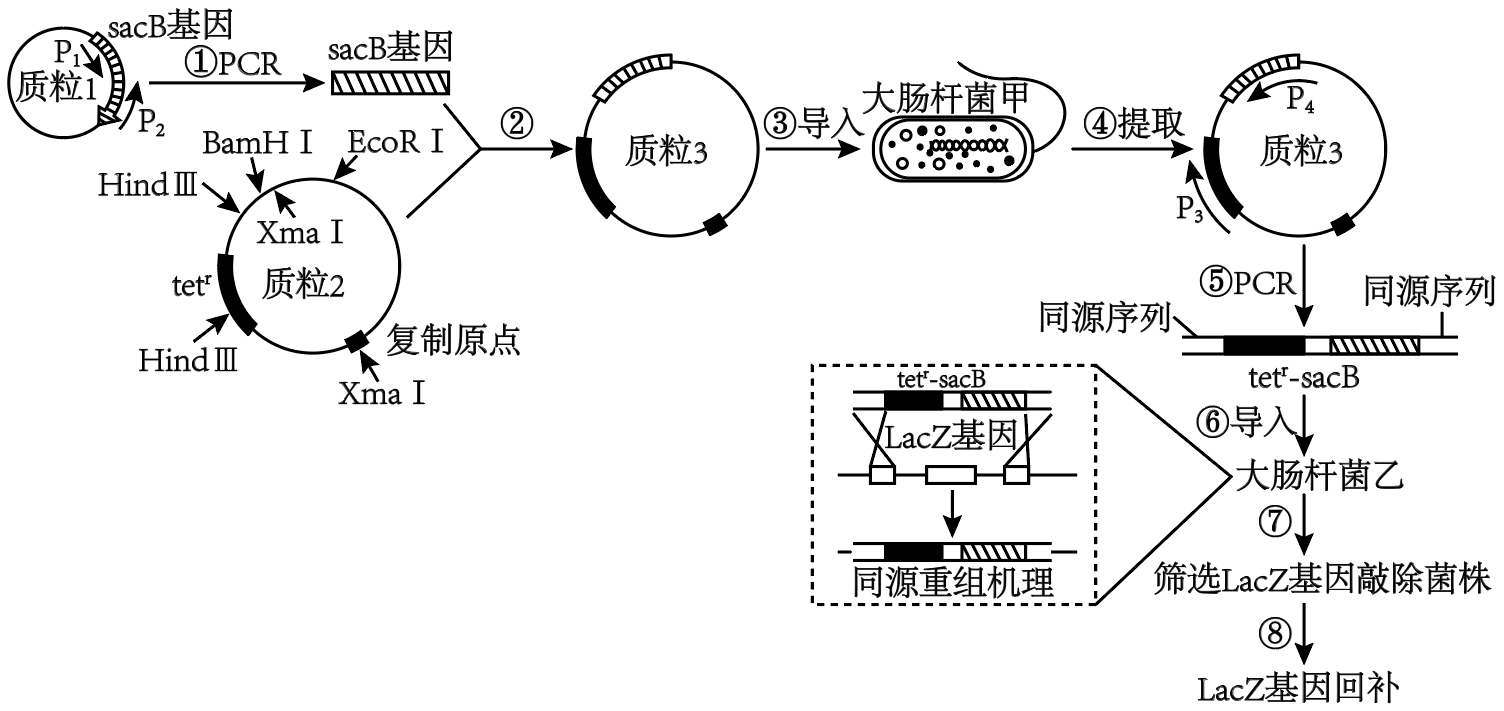 sacB基因
P₁
质粒1
P₂
①PCR
sacB基因
BamH Ⅰ
EcoR Ⅰ
Hind Ⅲ
Xma Ⅰ
tetʳ
质粒2
Hind Ⅲ
复制原点
Xma Ⅰ
②
质粒3
③导入
大肠杆菌甲
④提取
P₄
质粒3
P₃
⑤PCR
同源序列
同源序列
tetʳ-sacB
⑥导入
大肠杆菌乙
tetʳ-sacB
LacZ基因
同源重组机理
⑦
筛选LacZ基因敲除菌株
⑧
LacZ基因回补